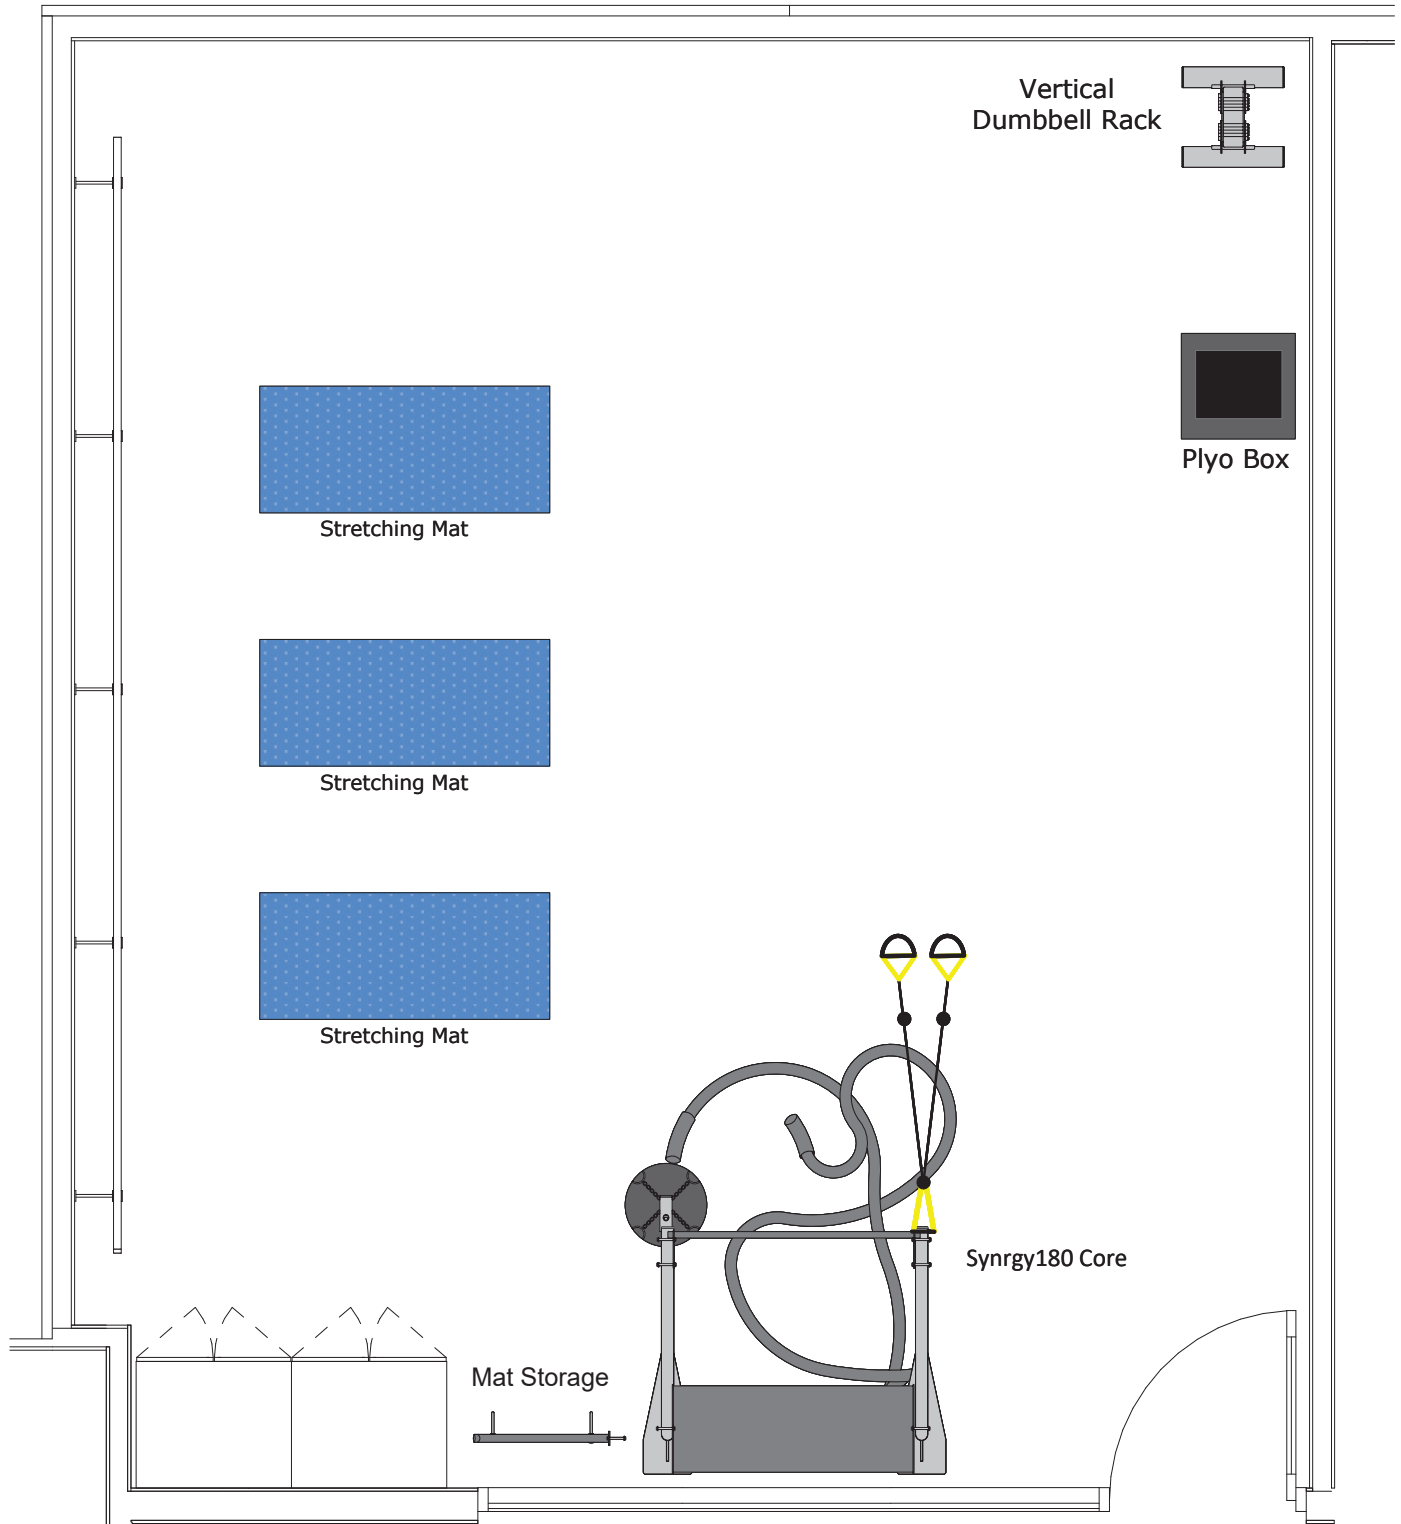 Vertical
Dumbbell Rack
Plyo Box
Stretching Mat
Stretching Mat
Stretching Mat
Synrgy180 Core
Mat Storage